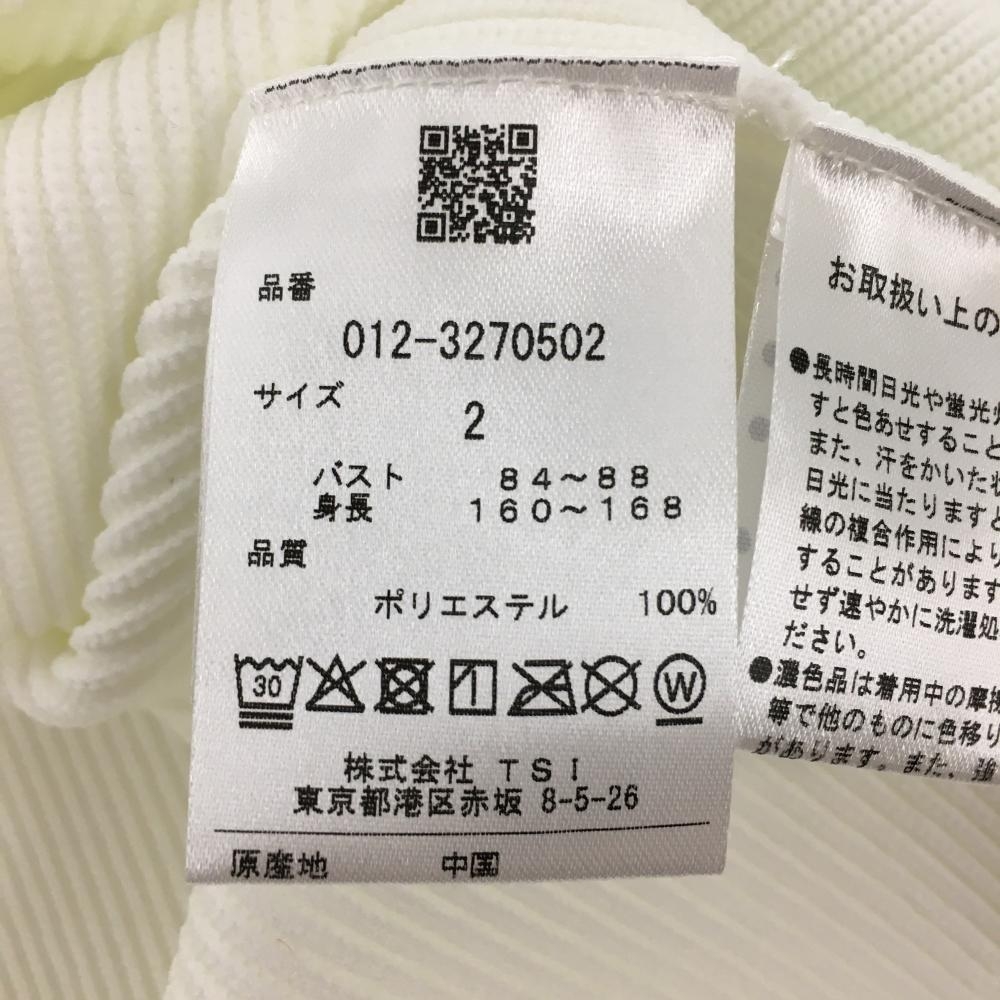 品番
012-3270502
サイズ
2
バスト 84～88
身長 160～168
品質
ポリエステル 100%
30
W
株式会社 TSI
東京都港区赤坂 8-5-26
原産地 中国
お取扱い上の
●長時間日光や蛍光
すと色あせすること
また、汗をかいた状
日光に当たりますと
線の複合作用により
することがあります
せず速やかに洗濯処
ださい。
●濃色品は着用中の摩擦
等で他のものに色移り
があります。また、強